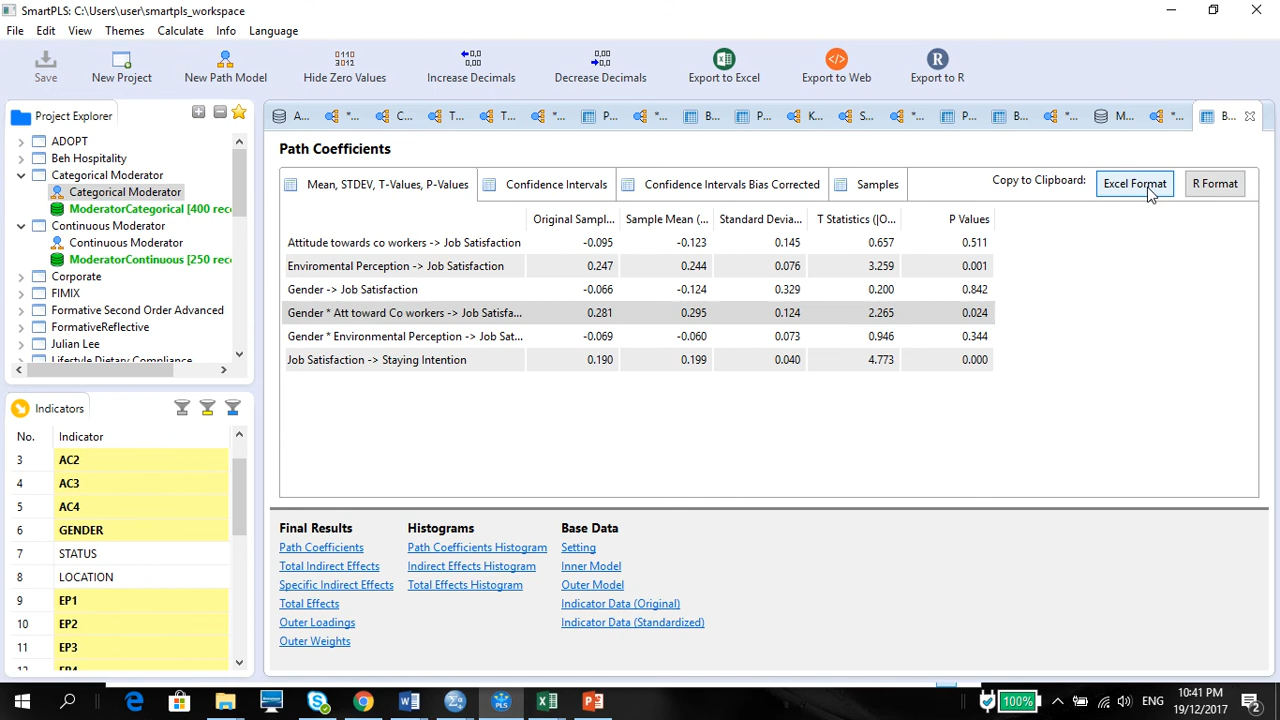 SmartPLS: C:\Users\user\smartpls_workspace
File Edit View Themes Calculate Info Language
Save New Project New Path Model Hide Zero Values Increase Decimals Decrease Decimals Export to Excel Export to Web Export to R
Project Explorer
ADOPT
Beh Hospitality
Categorical Moderator
Categorical Moderator
ModeratorCategorical [400 reco
Continuous Moderator
Continuous Moderator
ModeratorContinuous [250 reco
Corporate
FIMIX
Formative Second Order Advanced
FormativeReflective
Julian Lee
Lifestyle Dietary Compliance
Indicators
No. Indicator
3 AC2
4 AC3
5 AC4
6 GENDER
7 STATUS
8 LOCATION
9 EP1
10 EP2
11 EP3
12 EP4
A... *... C... T... T... *... P... *... B... P... K... S... *... P... B... *... M... *... B...
Path Coefficients
Mean, STDEV, T-Values, P-Values Confidence Intervals Confidence Intervals Bias Corrected Samples Copy to Clipboard: Excel Format R Format
Original Sampl... Sample Mean (... Standard Devia... T Statistics (|O... P Values
Attitude towards co workers -> Job Satisfaction -0.095 -0.123 0.145 0.657 0.511
Enviromental Perception -> Job Satisfaction 0.247 0.244 0.076 3.259 0.001
Gender -> Job Satisfaction -0.066 -0.124 0.329 0.200 0.842
Gender * Att toward Co workers -> Job Satisfa... 0.281 0.295 0.124 2.265 0.024
Gender * Environmental Perception -> Job Sat... -0.069 -0.060 0.073 0.946 0.344
Job Satisfaction -> Staying Intention 0.190 0.199 0.040 4.773 0.000
Final Results
Path Coefficients
Total Indirect Effects
Specific Indirect Effects
Total Effects
Outer Loadings
Outer Weights
Histograms
Path Coefficients Histogram
Indirect Effects Histogram
Total Effects Histogram
Base Data
Setting
Inner Model
Outer Model
Indicator Data (Original)
Indicator Data (Standardized)
100% ENG 10:41 PM
19/12/2017 2